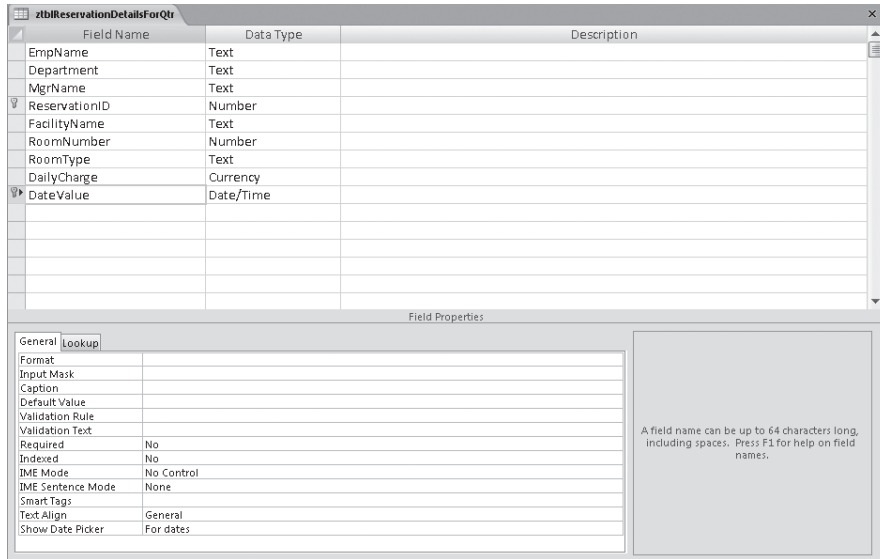 ztblReservationDetailsForQtr
Field Name Data Type Description
EmpName Text
Department Text
MgrName Text
ReservationID Number
FacilityName Text
RoomNumber Number
RoomType Text
DailyCharge Currency
DateValue Date/Time
Field Properties
General Lookup
Format
Input Mask
Caption
Default Value
Validation Rule
Validation Text
Required No
Indexed No
IME Mode No Control
IME Sentence Mode None
Smart Tags
Text Align General
Show Date Picker For dates
A field name can be up to 64 characters long,
including spaces. Press F1 for help on field
names.